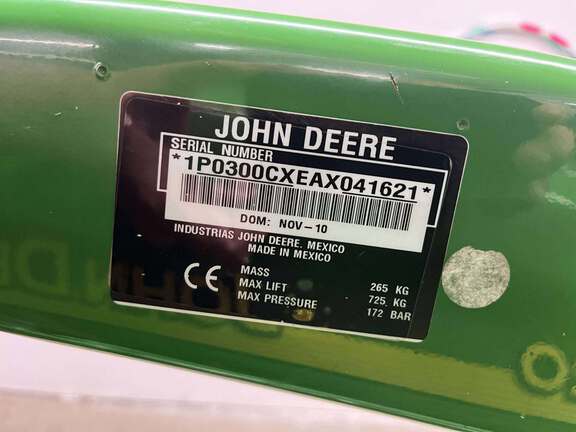 JOHN DEERE
SERIAL NUMBER
*1P0300CXEAX041621*
DOM: NOV-10
INDUSTRIAS JOHN DEERE, MEXICO
MADE IN MEXICO
CE
MASS 265 KG
MAX LIFT 725 KG
MAX PRESSURE 172 BAR